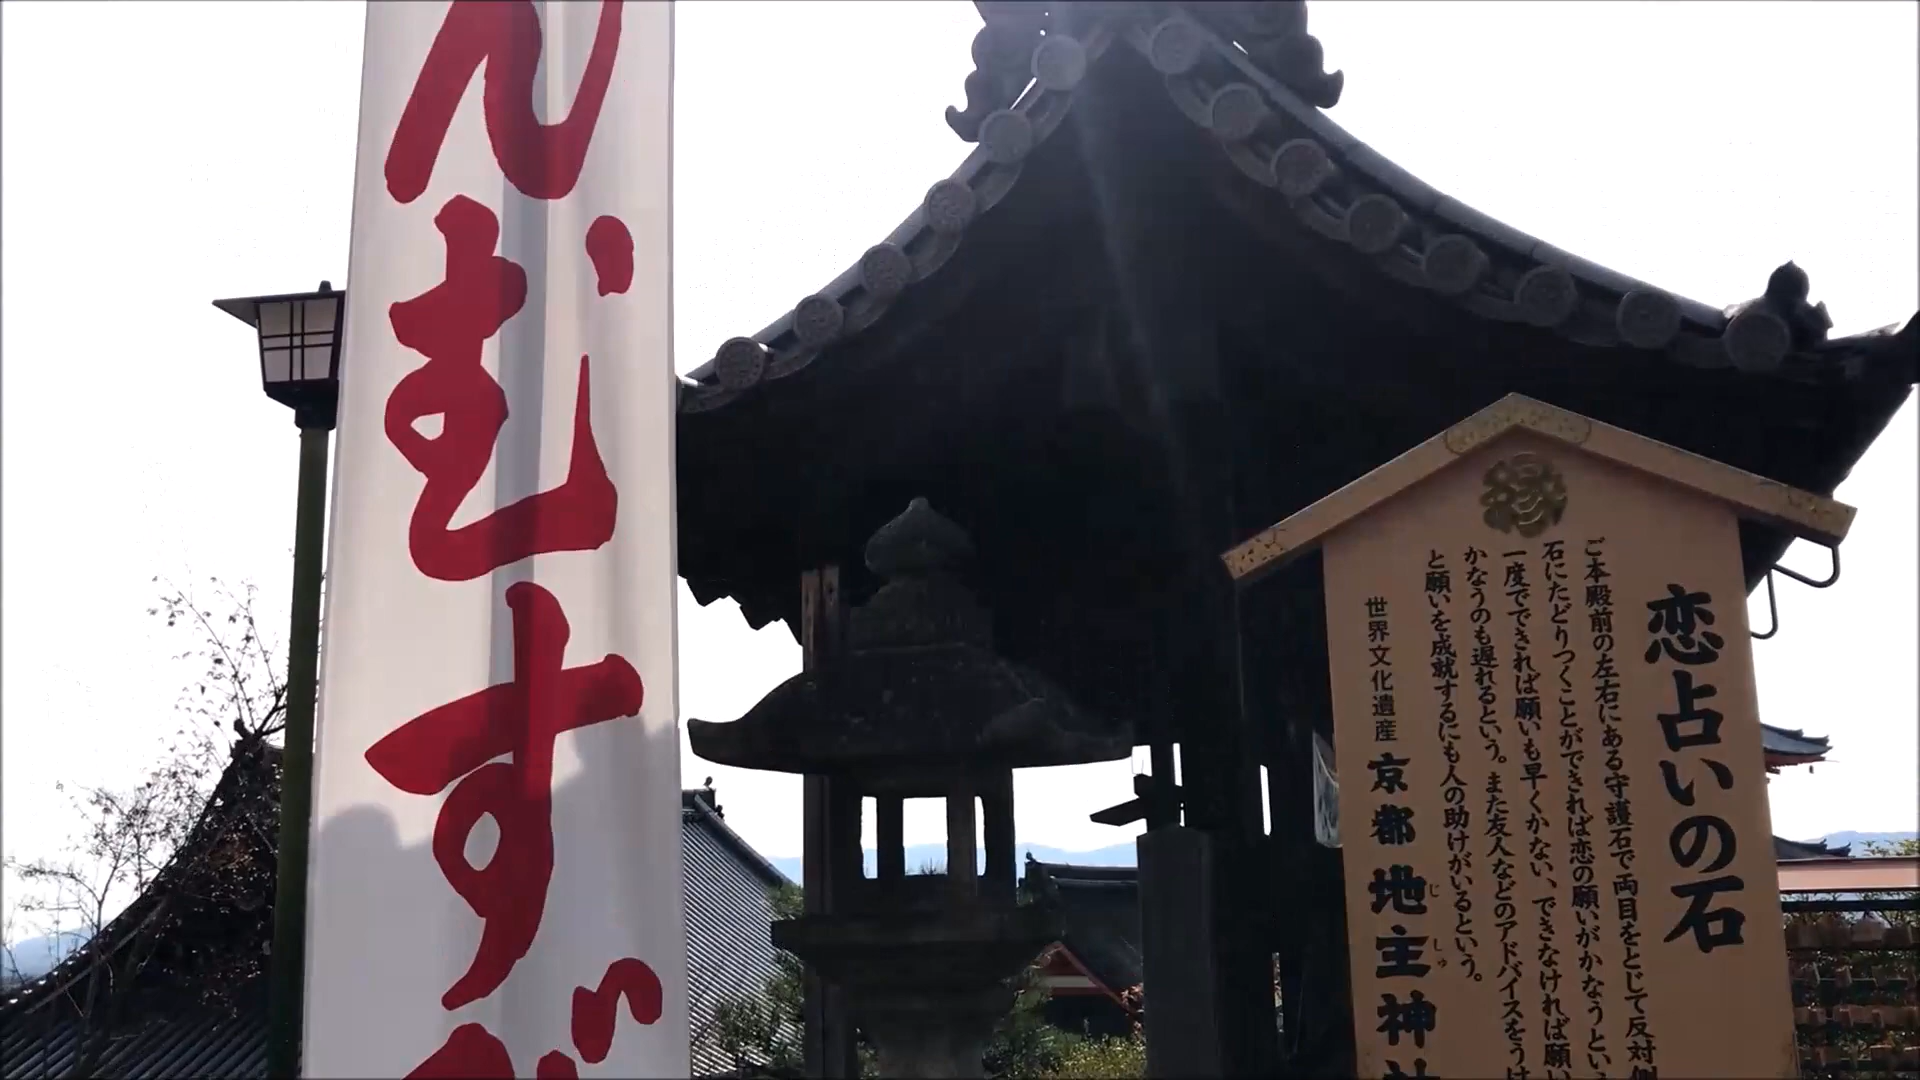 んむすび
縁
恋占いの石
ご本殿前の左右にある守護石で両目をとじて反対側
石にたどりつくことができれば恋の願いがかなうとい
一度でできれば願いも早くかない、できなければ願い
かなうのも遅れるという。また友人などのアドバイスをうけ
と願いを成就するにも人の助けがいるという。
世界文化遺産 京都 地主神社
じしゅ